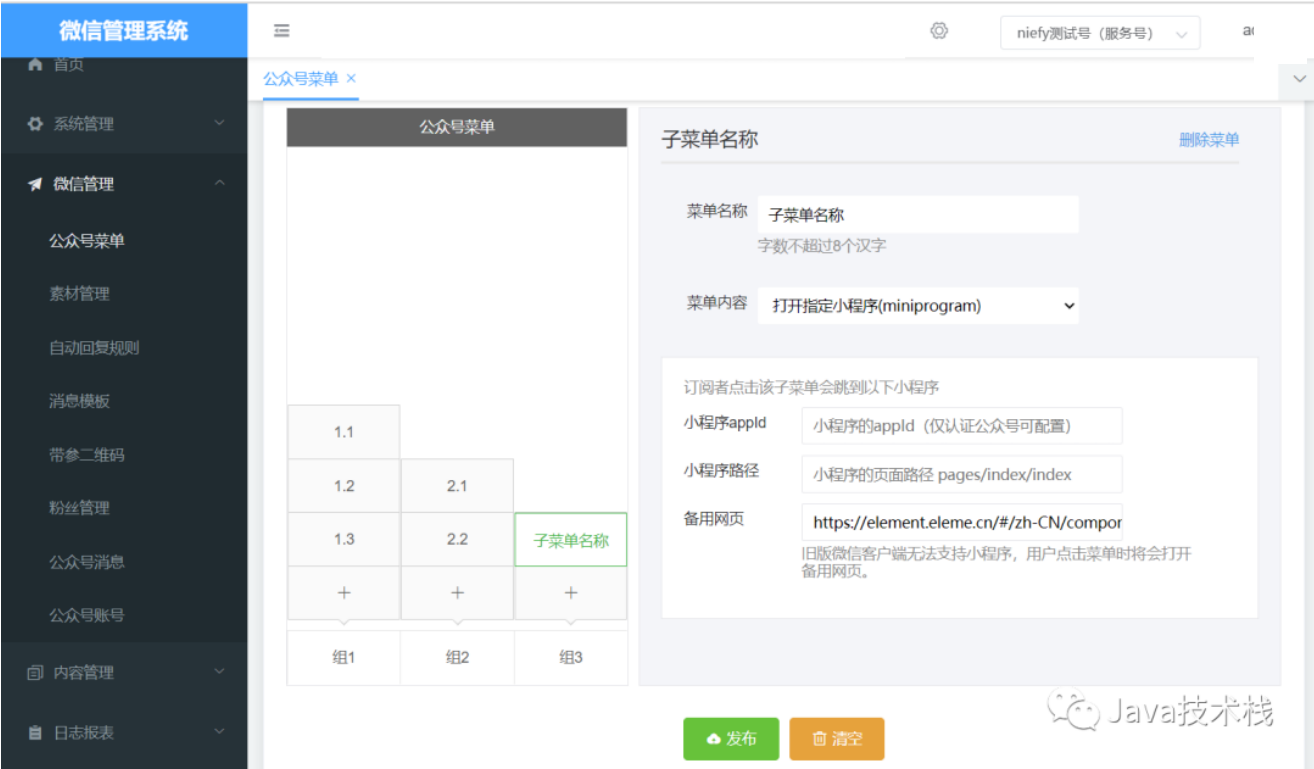 微信管理系统
niefy测试号（服务号）
首页
系统管理
微信管理
公众号菜单
素材管理
自动回复规则
消息模板
带参二维码
粉丝管理
公众号消息
公众号账号
内容管理
日志报表
公众号菜单 ×
公众号菜单
1.1
1.2
2.1
1.3
2.2
子菜单名称
+
+
+
组1
组2
组3
子菜单名称
删除菜单
菜单名称
子菜单名称
字数不超过8个汉字
菜单内容
打开指定小程序(miniprogram)
订阅者点击该子菜单会跳到以下小程序
小程序appId
小程序的appId（仅认证公众号可配置）
小程序路径
小程序的页面路径 pages/index/index
备用网页
https://element.eleme.cn/#/zh-CN/compor
旧版微信客户端无法支持小程序，用户点击菜单时将会打开
备用网页。
发布
清空
Java技术栈